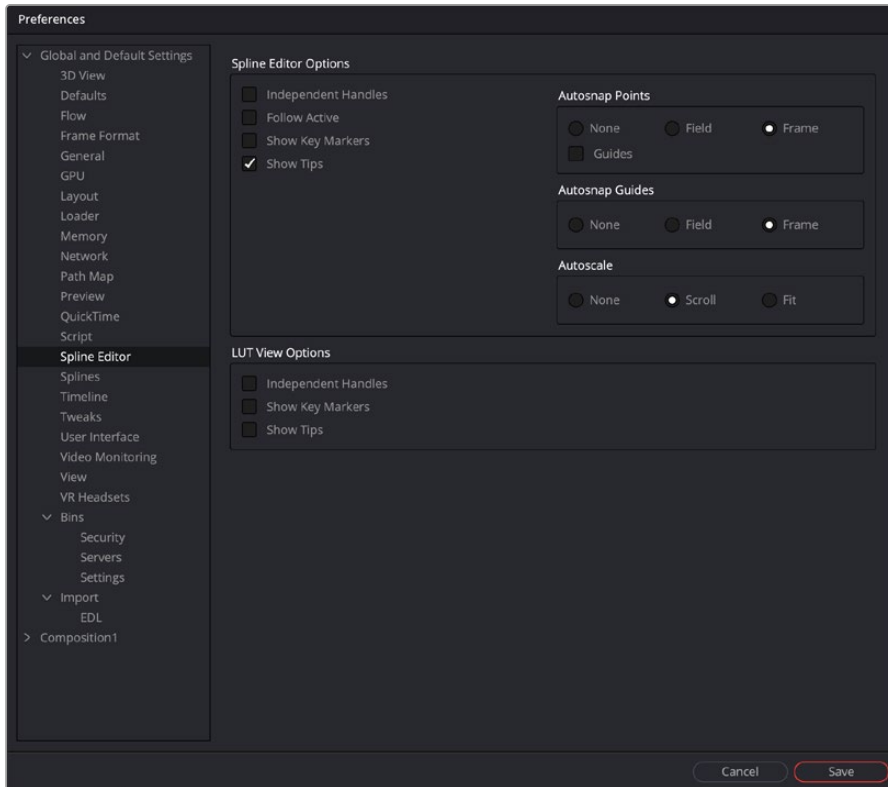 Preferences
Global and Default Settings
3D View
Defaults
Flow
Frame Format
General
GPU
Layout
Loader
Memory
Network
Path Map
Preview
QuickTime
Script
Spline Editor
Splines
Timeline
Tweaks
User Interface
Video Monitoring
View
VR Headsets
Bins
Security
Servers
Settings
Import
EDL
Composition1
Spline Editor Options
Independent Handles
Follow Active
Show Key Markers
Show Tips
Autosnap Points
None Field Frame
Guides
Autosnap Guides
None Field Frame
Autoscale
None Scroll Fit
LUT View Options
Independent Handles
Show Key Markers
Show Tips
Cancel Save